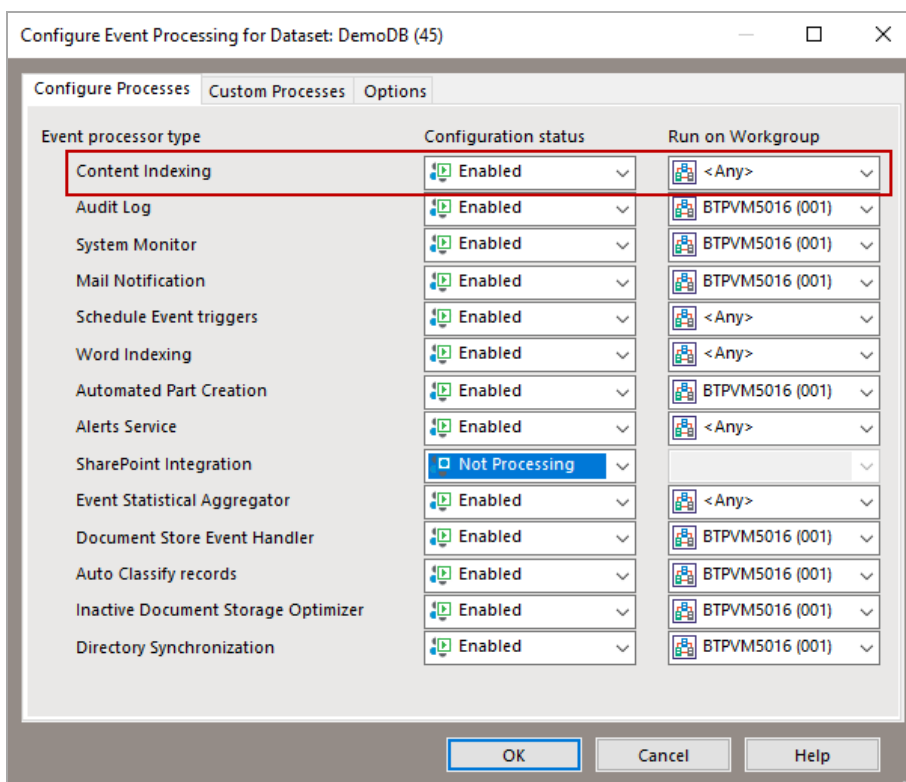 Configure Event Processing for Dataset: DemoDB (45)
Configure Processes Custom Processes Options
Event processor type Configuration status Run on Workgroup
Content Indexing Enabled <Any>
Audit Log Enabled BTPVM5016 (001)
System Monitor Enabled BTPVM5016 (001)
Mail Notification Enabled BTPVM5016 (001)
Schedule Event triggers Enabled <Any>
Word Indexing Enabled <Any>
Automated Part Creation Enabled BTPVM5016 (001)
Alerts Service Enabled <Any>
SharePoint Integration Not Processing
Event Statistical Aggregator Enabled <Any>
Document Store Event Handler Enabled BTPVM5016 (001)
Auto Classify records Enabled BTPVM5016 (001)
Inactive Document Storage Optimizer Enabled BTPVM5016 (001)
Directory Synchronization Enabled BTPVM5016 (001)
OK Cancel Help